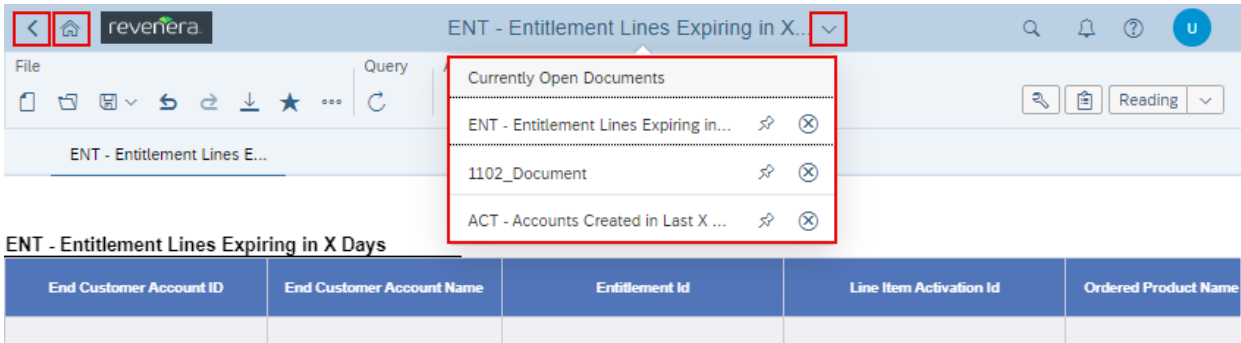 revenera.
ENT - Entitlement Lines Expiring in X...
U
File
Query
Currently Open Documents
Reading
ENT - Entitlement Lines Expiring in...
ENT - Entitlement Lines E...
1102_Document
ACT - Accounts Created in Last X ...
ENT - Entitlement Lines Expiring in X Days
End Customer Account ID
End Customer Account Name
Entitlement Id
Line Item Activation Id
Ordered Product Name